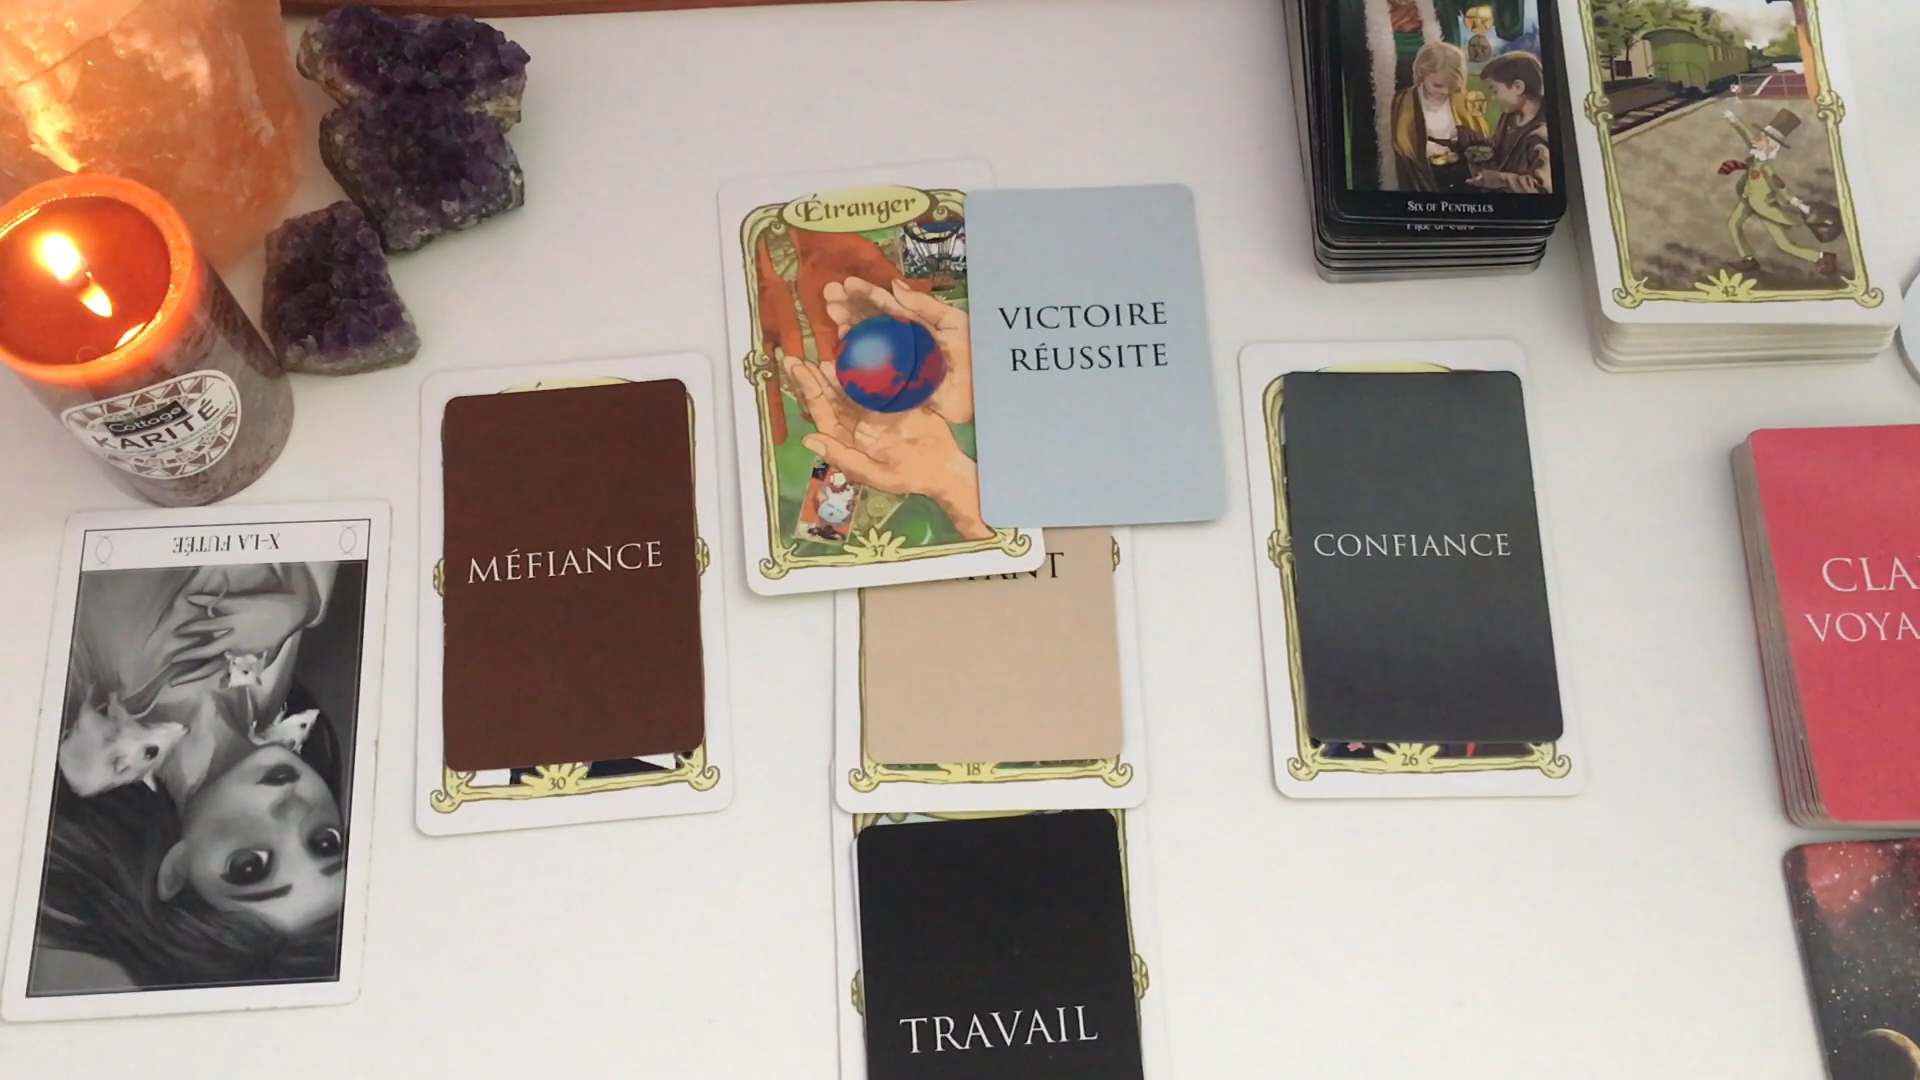 SIX OF PENTACLES
42
Étranger
37
VICTOIRE
RÉUSSITE
Cottage
KARITÉ
X-LA FUTÉE
MÉFIANCE
30
18
CONFIANCE
26
CLA
VOYA
TRAVAIL